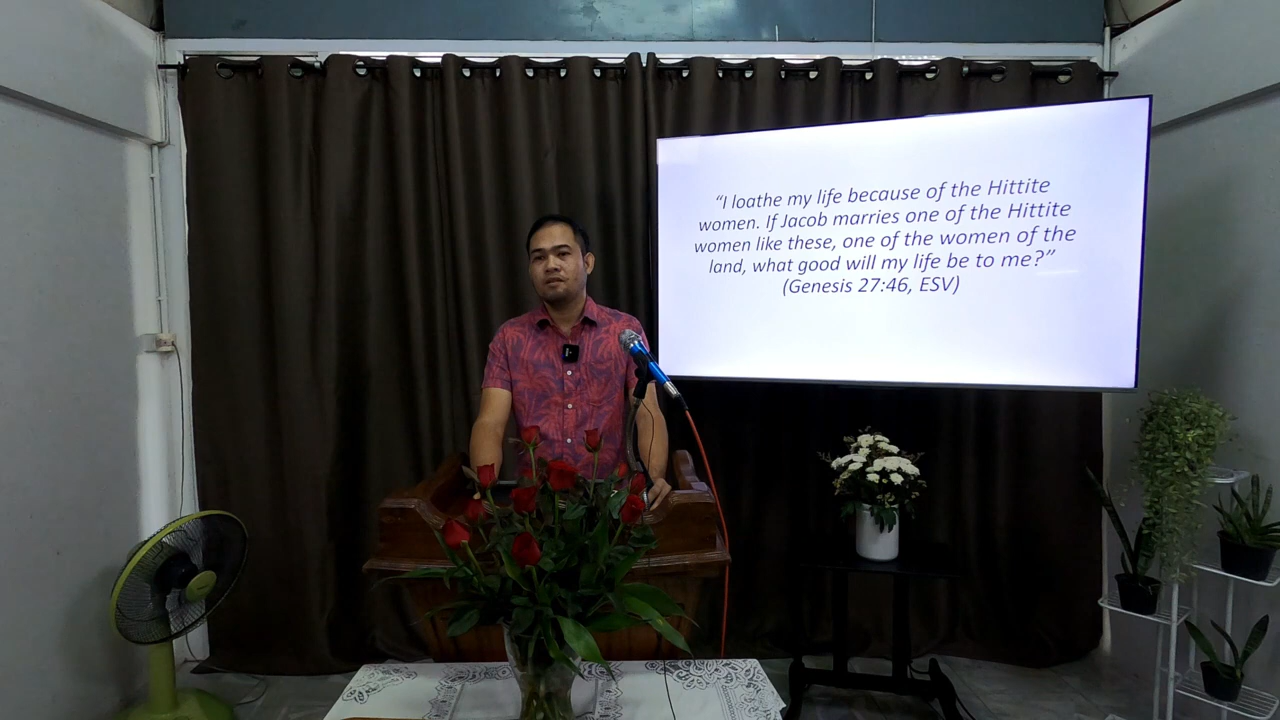 “I loathe my life because of the Hittite
women. If Jacob marries one of the Hittite
women like these, one of the women of the
land, what good will my life be to me?”
(Genesis 27:46, ESV)